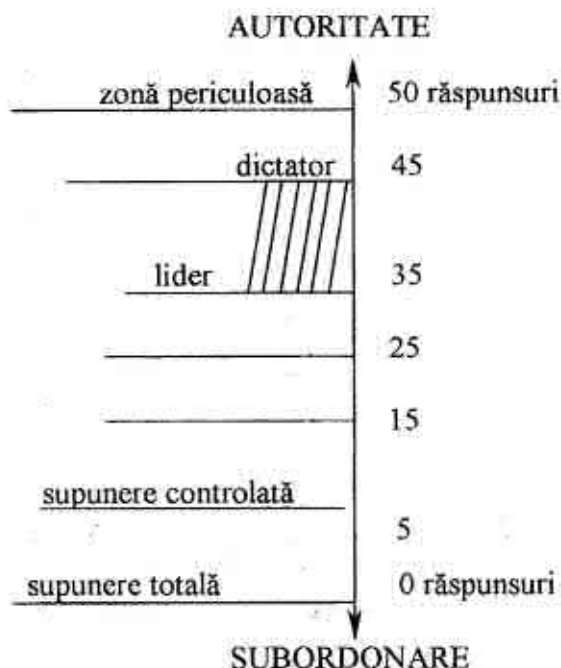 AUTORITATE
zonă periculoasă 50 răspunsuri
dictator 45
lider 35
25
15
supunere controlată
5
supunere totală 0 răspunsuri
SUBORDONARE